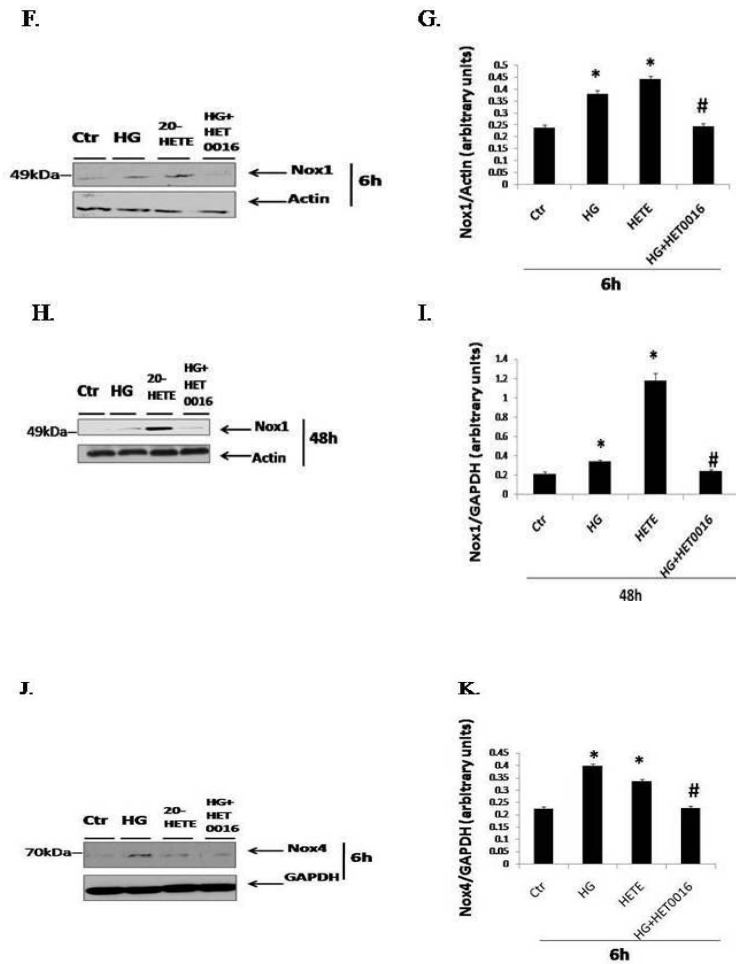 F.
Ctr
HG
20-
HETE
HG+
HET
0016
49kDa
Nox1
Actin
6h
G.
Nox1/Actin (arbitrary units)
0.5
0.45
0.4
0.35
0.3
0.25
0.2
0.15
0.1
0.05
0
*
*
#
Ctr
HG
HETE
HG+HET0016
6h
H.
Ctr
HG
20-
HETE
HG+
HET
0016
49kDa
Nox1
Actin
48h
I.
Nox1/GAPDH (arbitrary units)
1.4
1.2
1
0.8
0.6
0.4
0.2
0
*
*
#
Ctr
HG
HETE
HG+HET0016
48h
J.
Ctr
HG
20-
HETE
HG+
HET
0016
70kDa
Nox4
GAPDH
6h
K.
Nox4/GAPDH (arbitrary units)
0.45
0.4
0.35
0.3
0.25
0.2
0.15
0.1
0.05
0
*
*
#
Ctr
HG
HETE
HG+HET0016
6h